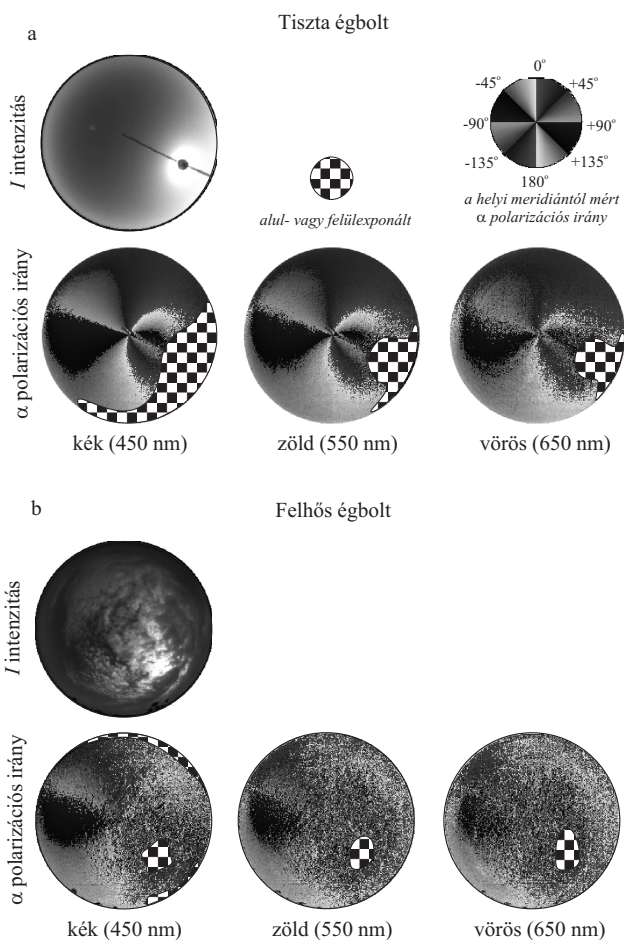 a
Tiszta égbolt
I intenzitás
alul- vagy felülexponált
0°
-45°
+45°
-90°
+90°
-135°
+135°
180°
a helyi meridiántól mért
α polarizációs irány
α polarizációs irány
kék (450 nm)
zöld (550 nm)
vörös (650 nm)
b
Felhős égbolt
I intenzitás
α polarizációs irány
kék (450 nm)
zöld (550 nm)
vörös (650 nm)